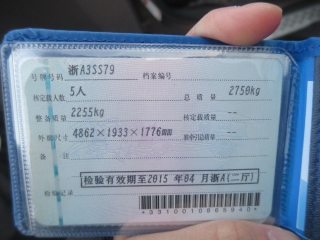 号牌号码 浙A3SS79 档案编号
核定载人数 5人 总质量 2750kg
整备质量 2255kg 核定载质量 --
外廓尺寸 4862×1933×1776mm 准牵引总质量 --
备注
检验有效期至2015 年04 月浙A(二厅)
检验记录
*3310010665940*